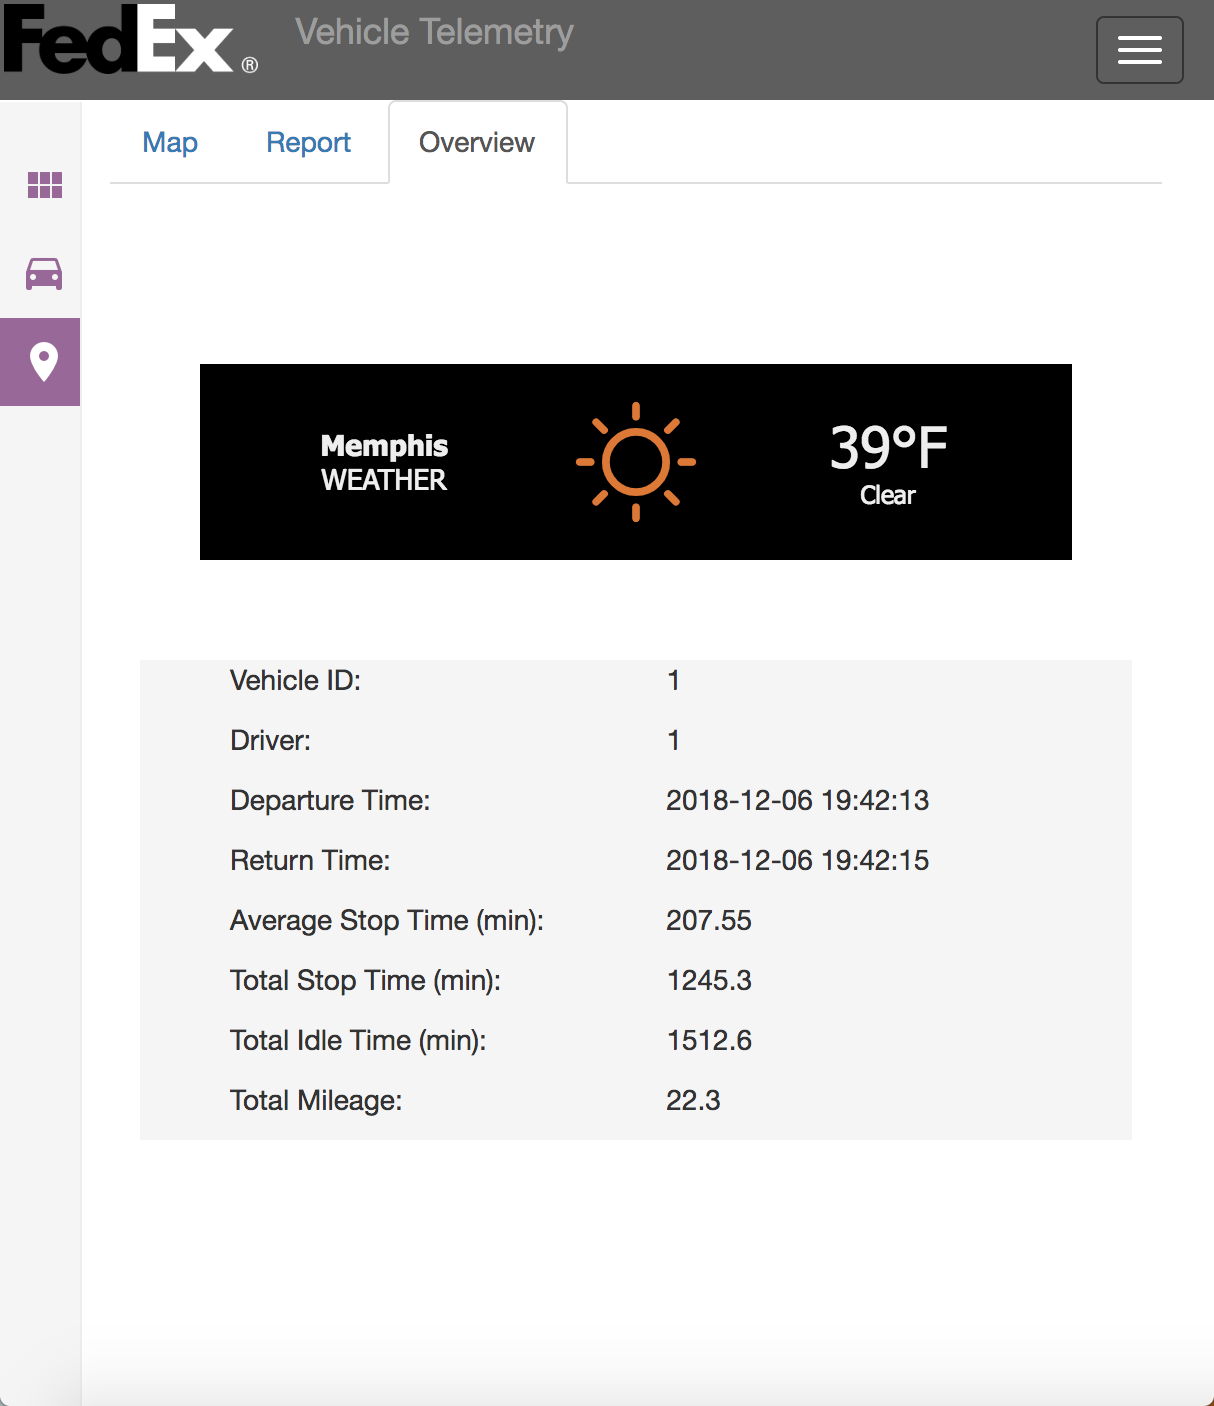 FedEx® Vehicle Telemetry
Map Report Overview
Memphis
WEATHER
39°F
Clear
Vehicle ID: 1
Driver: 1
Departure Time: 2018-12-06 19:42:13
Return Time: 2018-12-06 19:42:15
Average Stop Time (min): 207.55
Total Stop Time (min): 1245.3
Total Idle Time (min): 1512.6
Total Mileage: 22.3